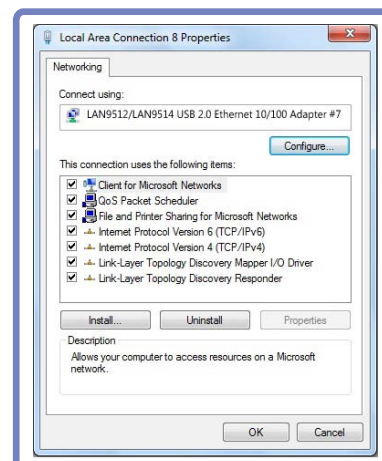 Local Area Connection 8 Properties
Networking
Connect using:
LAN9512/LAN9514 USB 2.0 Ethernet 10/100 Adapter #7
Configure...
This connection uses the following items:
Client for Microsoft Networks
QoS Packet Scheduler
File and Printer Sharing for Microsoft Networks
Internet Protocol Version 6 (TCP/IPv6)
Internet Protocol Version 4 (TCP/IPv4)
Link-Layer Topology Discovery Mapper I/O Driver
Link-Layer Topology Discovery Responder
Install... Uninstall Properties
Description
Allows your computer to access resources on a Microsoft
network.
OK Cancel